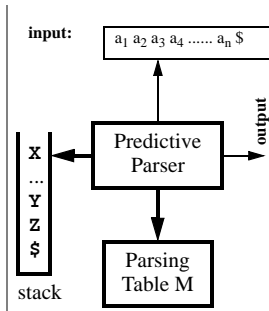 input:
a1 a2 a3 a4 ...... an $
output
Predictive
Parser
X
...
Y
Z
$
stack
Parsing
Table M